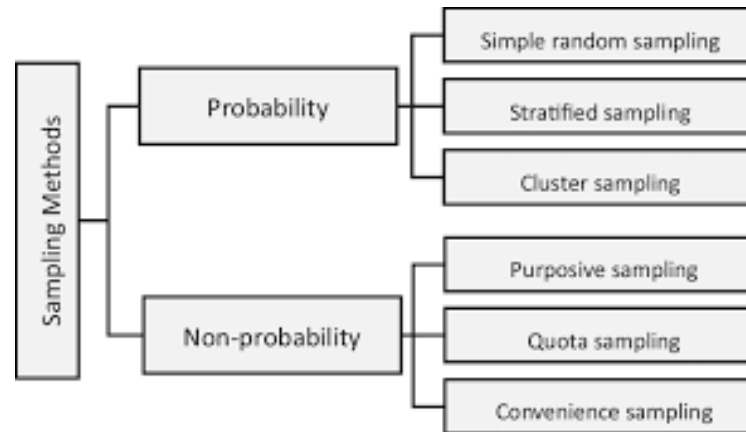 Sampling Methods
Probability
Simple random sampling
Stratified sampling
Cluster sampling
Non-probability
Purposive sampling
Quota sampling
Convenience sampling